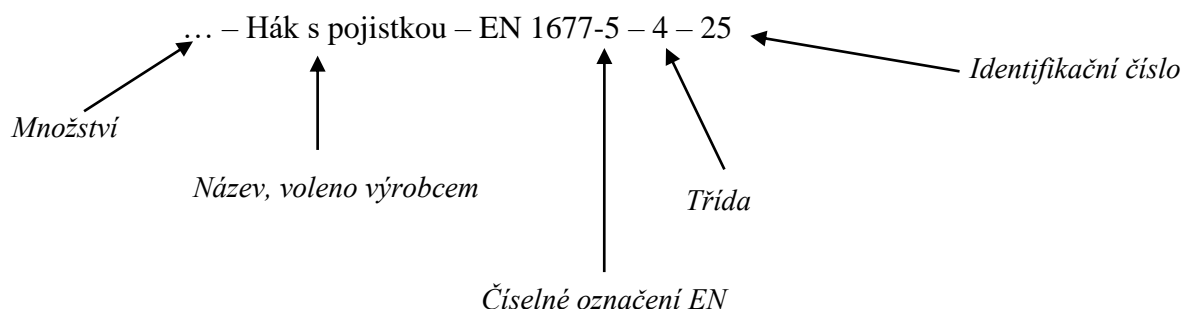 … – Hák s pojistkou – EN 1677-5 – 4 – 25
Identifikační číslo
Množství
Název, voleno výrobcem
Třída
Číselné označení EN